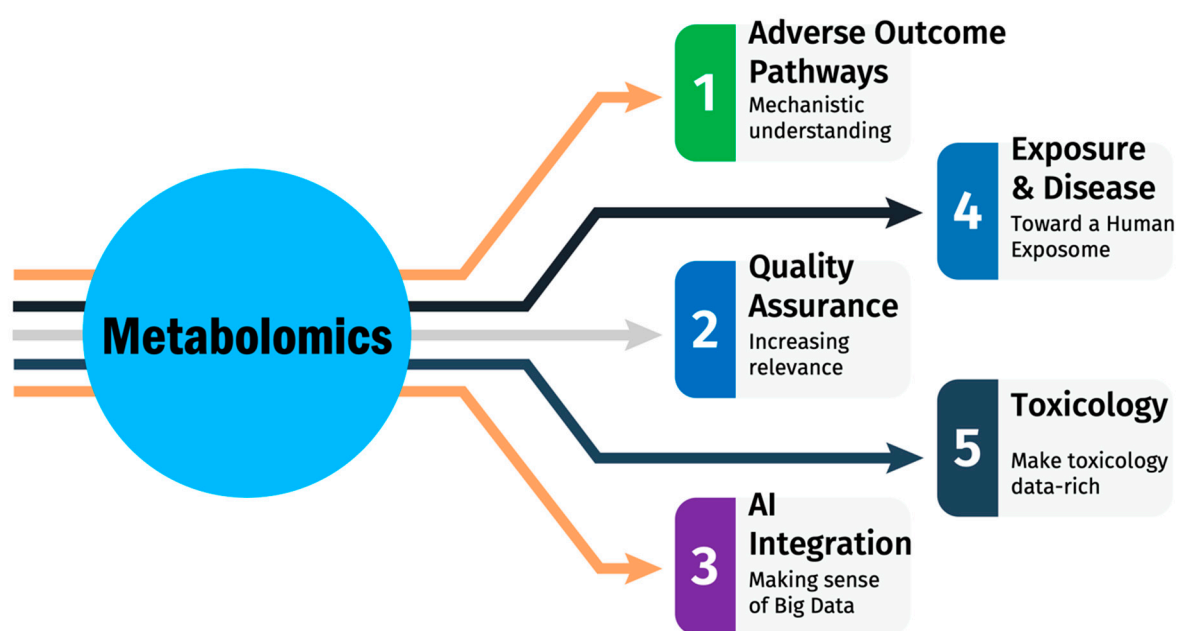 Metabolomics
1
Adverse Outcome
Pathways
Mechanistic
understanding
2
Quality
Assurance
Increasing
relevance
3
AI
Integration
Making sense
of Big Data
4
Exposure
& Disease
Toward a Human
Exposome
5
Toxicology
Make toxicology
data-rich